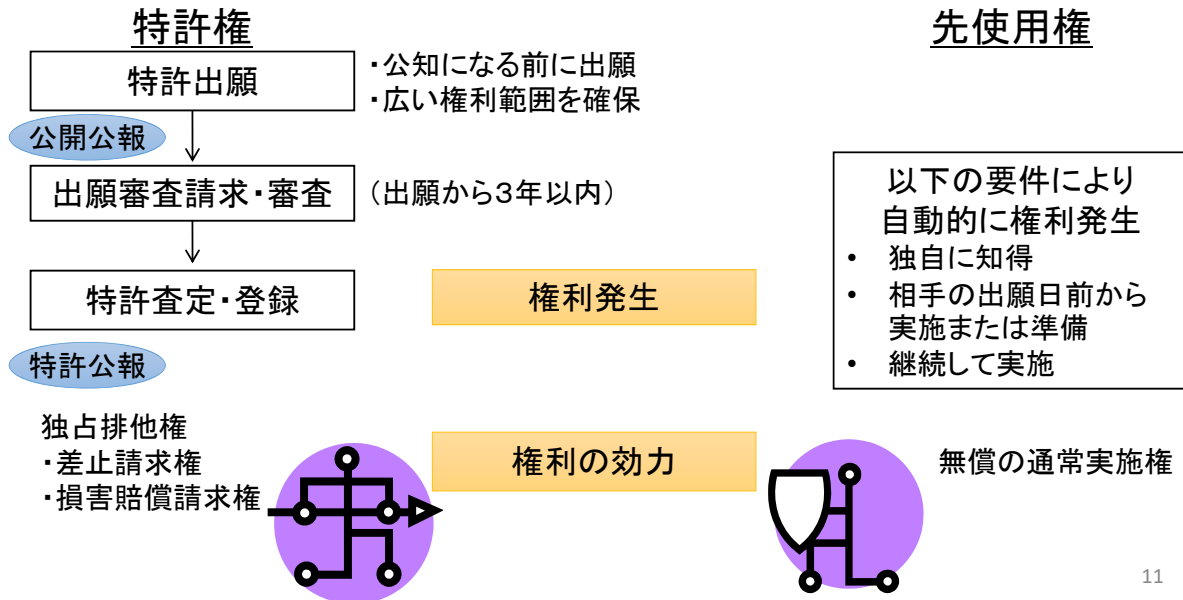 特許権
特許出願
・公知になる前に出願
・広い権利範囲を確保
公開公報
出願審査請求・審査
(出願から3年以内)
特許査定・登録
特許公報
独占排他権
・差止請求権
・損害賠償請求権
権利発生
権利の効力
先使用権
以下の要件により
自動的に権利発生
• 独自に知得
• 相手の出願日前から
実施または準備
• 継続して実施
無償の通常実施権
11